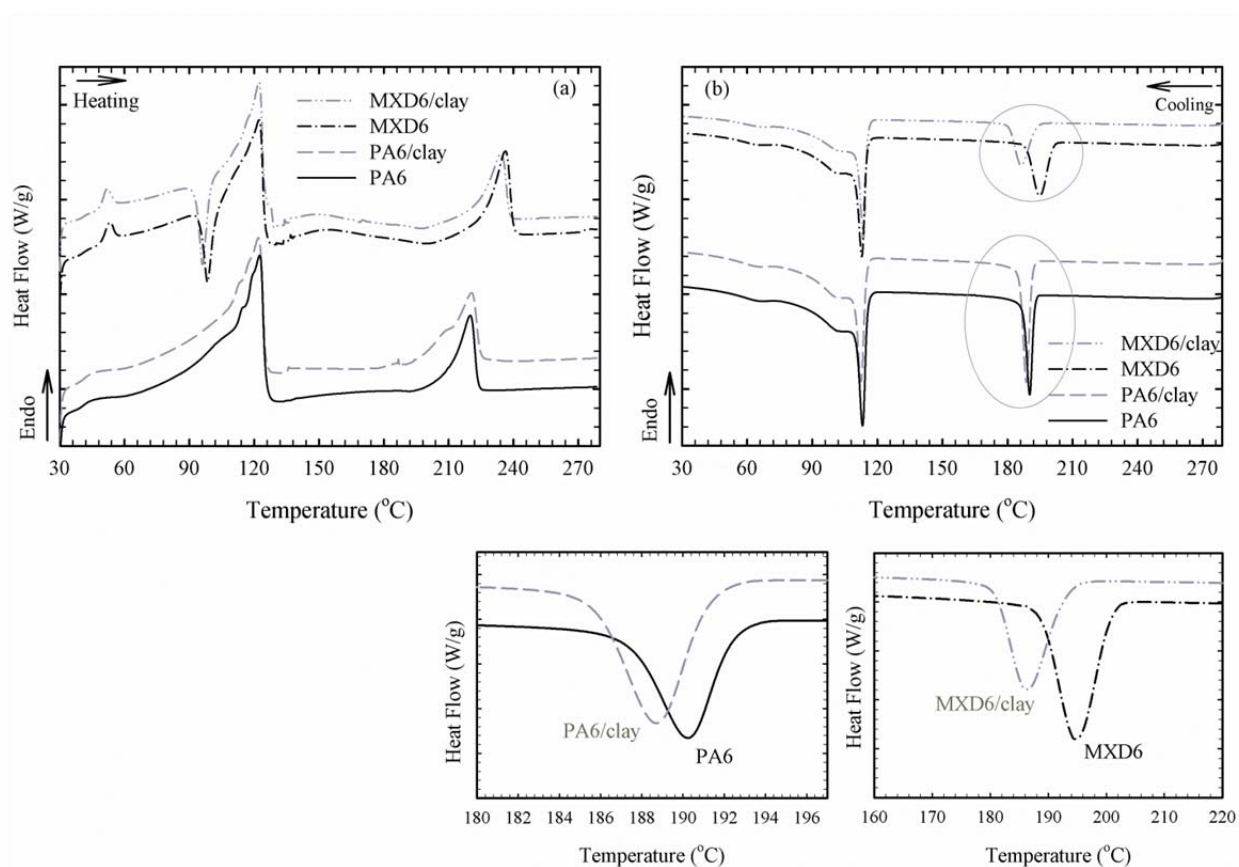 Heating
(a)
MXD6/clay
MXD6
PA6/clay
PA6
Heat Flow (W/g)
Endo
30 60 90 120 150 180 210 240 270
Temperature (°C)
(b)
Cooling
Heat Flow (W/g)
Endo
MXD6/clay
MXD6
PA6/clay
PA6
30 60 90 120 150 180 210 240 270
Temperature (°C)
Heat Flow (W/g)
PA6/clay
PA6
180 182 184 186 188 190 192 194 196
Temperature (°C)
Heat Flow (W/g)
MXD6/clay
MXD6
160 170 180 190 200 210 220
Temperature (°C)